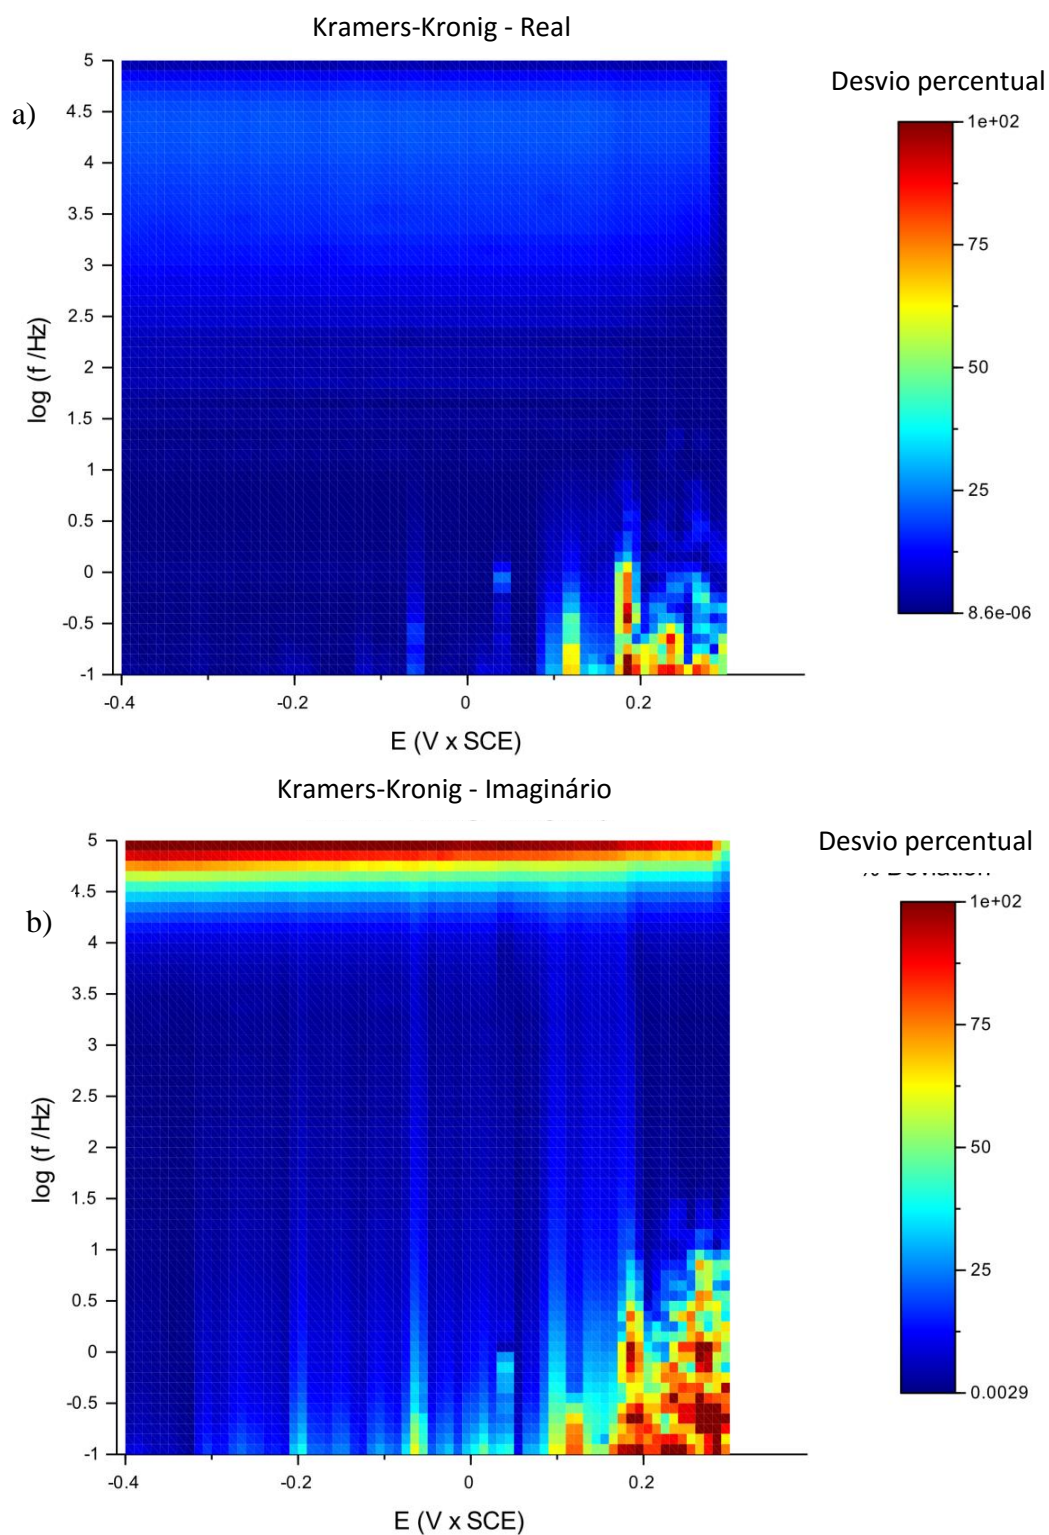 Kramers-Kronig - Real
Desvio percentual
a)
5
4.5
4
3.5
3
2.5
2
1.5
1
0.5
0
-0.5
-1
log (f /Hz)
-0.4
-0.2
0
0.2
E (V x SCE)
1e+02
75
50
25
8.6e-06
Kramers-Kronig - Imaginário
Desvio percentual
% Deviation
b)
5
4.5
4
3.5
3
2.5
2
1.5
1
0.5
0
-0.5
-1
log (f /Hz)
-0.4
-0.2
0
0.2
E (V x SCE)
1e+02
75
50
25
0.0029